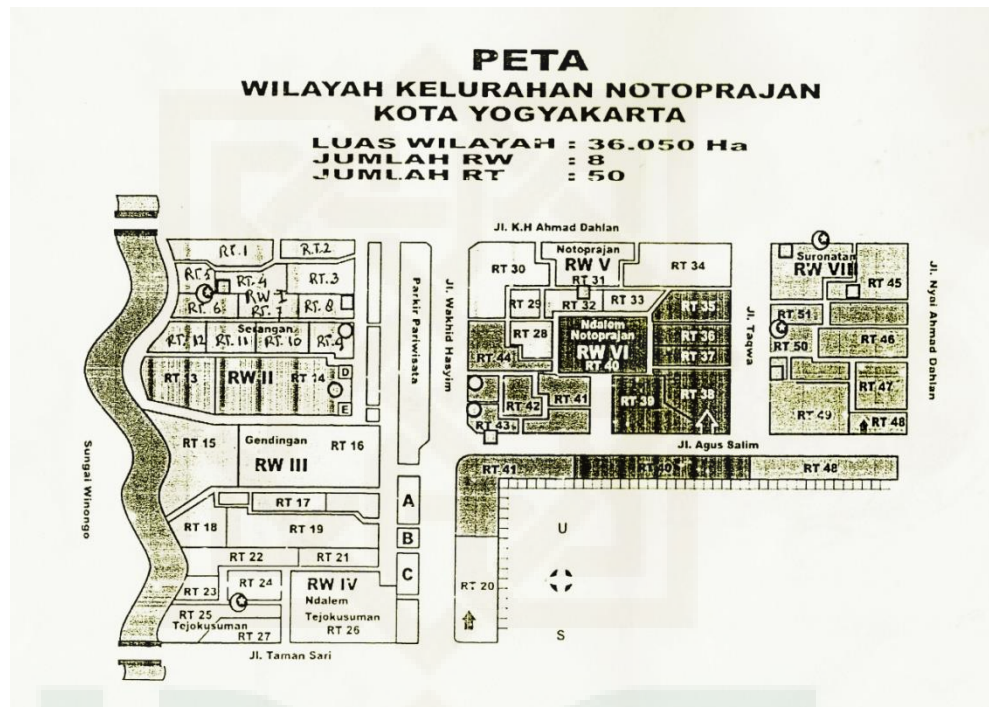 PETA
WILAYAH KELURAHAN NOTOPRAJAN
KOTA YOGYAKARTA
LUAS WILAYAH : 36.050 Ha
JUMLAH RW : 8
JUMLAH RT : 50
Jl. K.H Ahmad Dahlan
RT.1
RT.2
RT.5
RT.4
RT.3
RW I
RT.6
RT.7
RT.8
Serangan
RT.12
RT.11
RT.10
RT.9
RT 13
RW II
RT 14
D
E
RT 15
Gendingan
RT 16
RW III
RT 17
RT 18
RT 19
RT 22
RT 21
RT 23
RT 24
RW IV
Ndalem
Tejokusuman
RT 26
RT 25
Tejokusuman
RT 27
Jl. Taman Sari
Sungai Winongo
Parkir Pariwisata
A
B
C
Jl. Wakhid Hasyim
RT 30
Notoprajan
RW V
RT 31
RT 34
RT 29
RT 32
RT 33
RT 35
RT 28
Ndalem
Notoprajan
RW VI
RT 40
RT 36
RT 37
RT 44
RT 42
RT 41
RT 39
RT 38
RT 43
Jl. Taqwa
Suronatan
RW VIII
RT 45
RT 51
RT 50
RT 46
RT 47
RT 49
RT 48
Jl. Nyai Ahmad Dahlan
Jl. Agus Salim
RT 41
RT 40
RT 48
RT 20
U
S